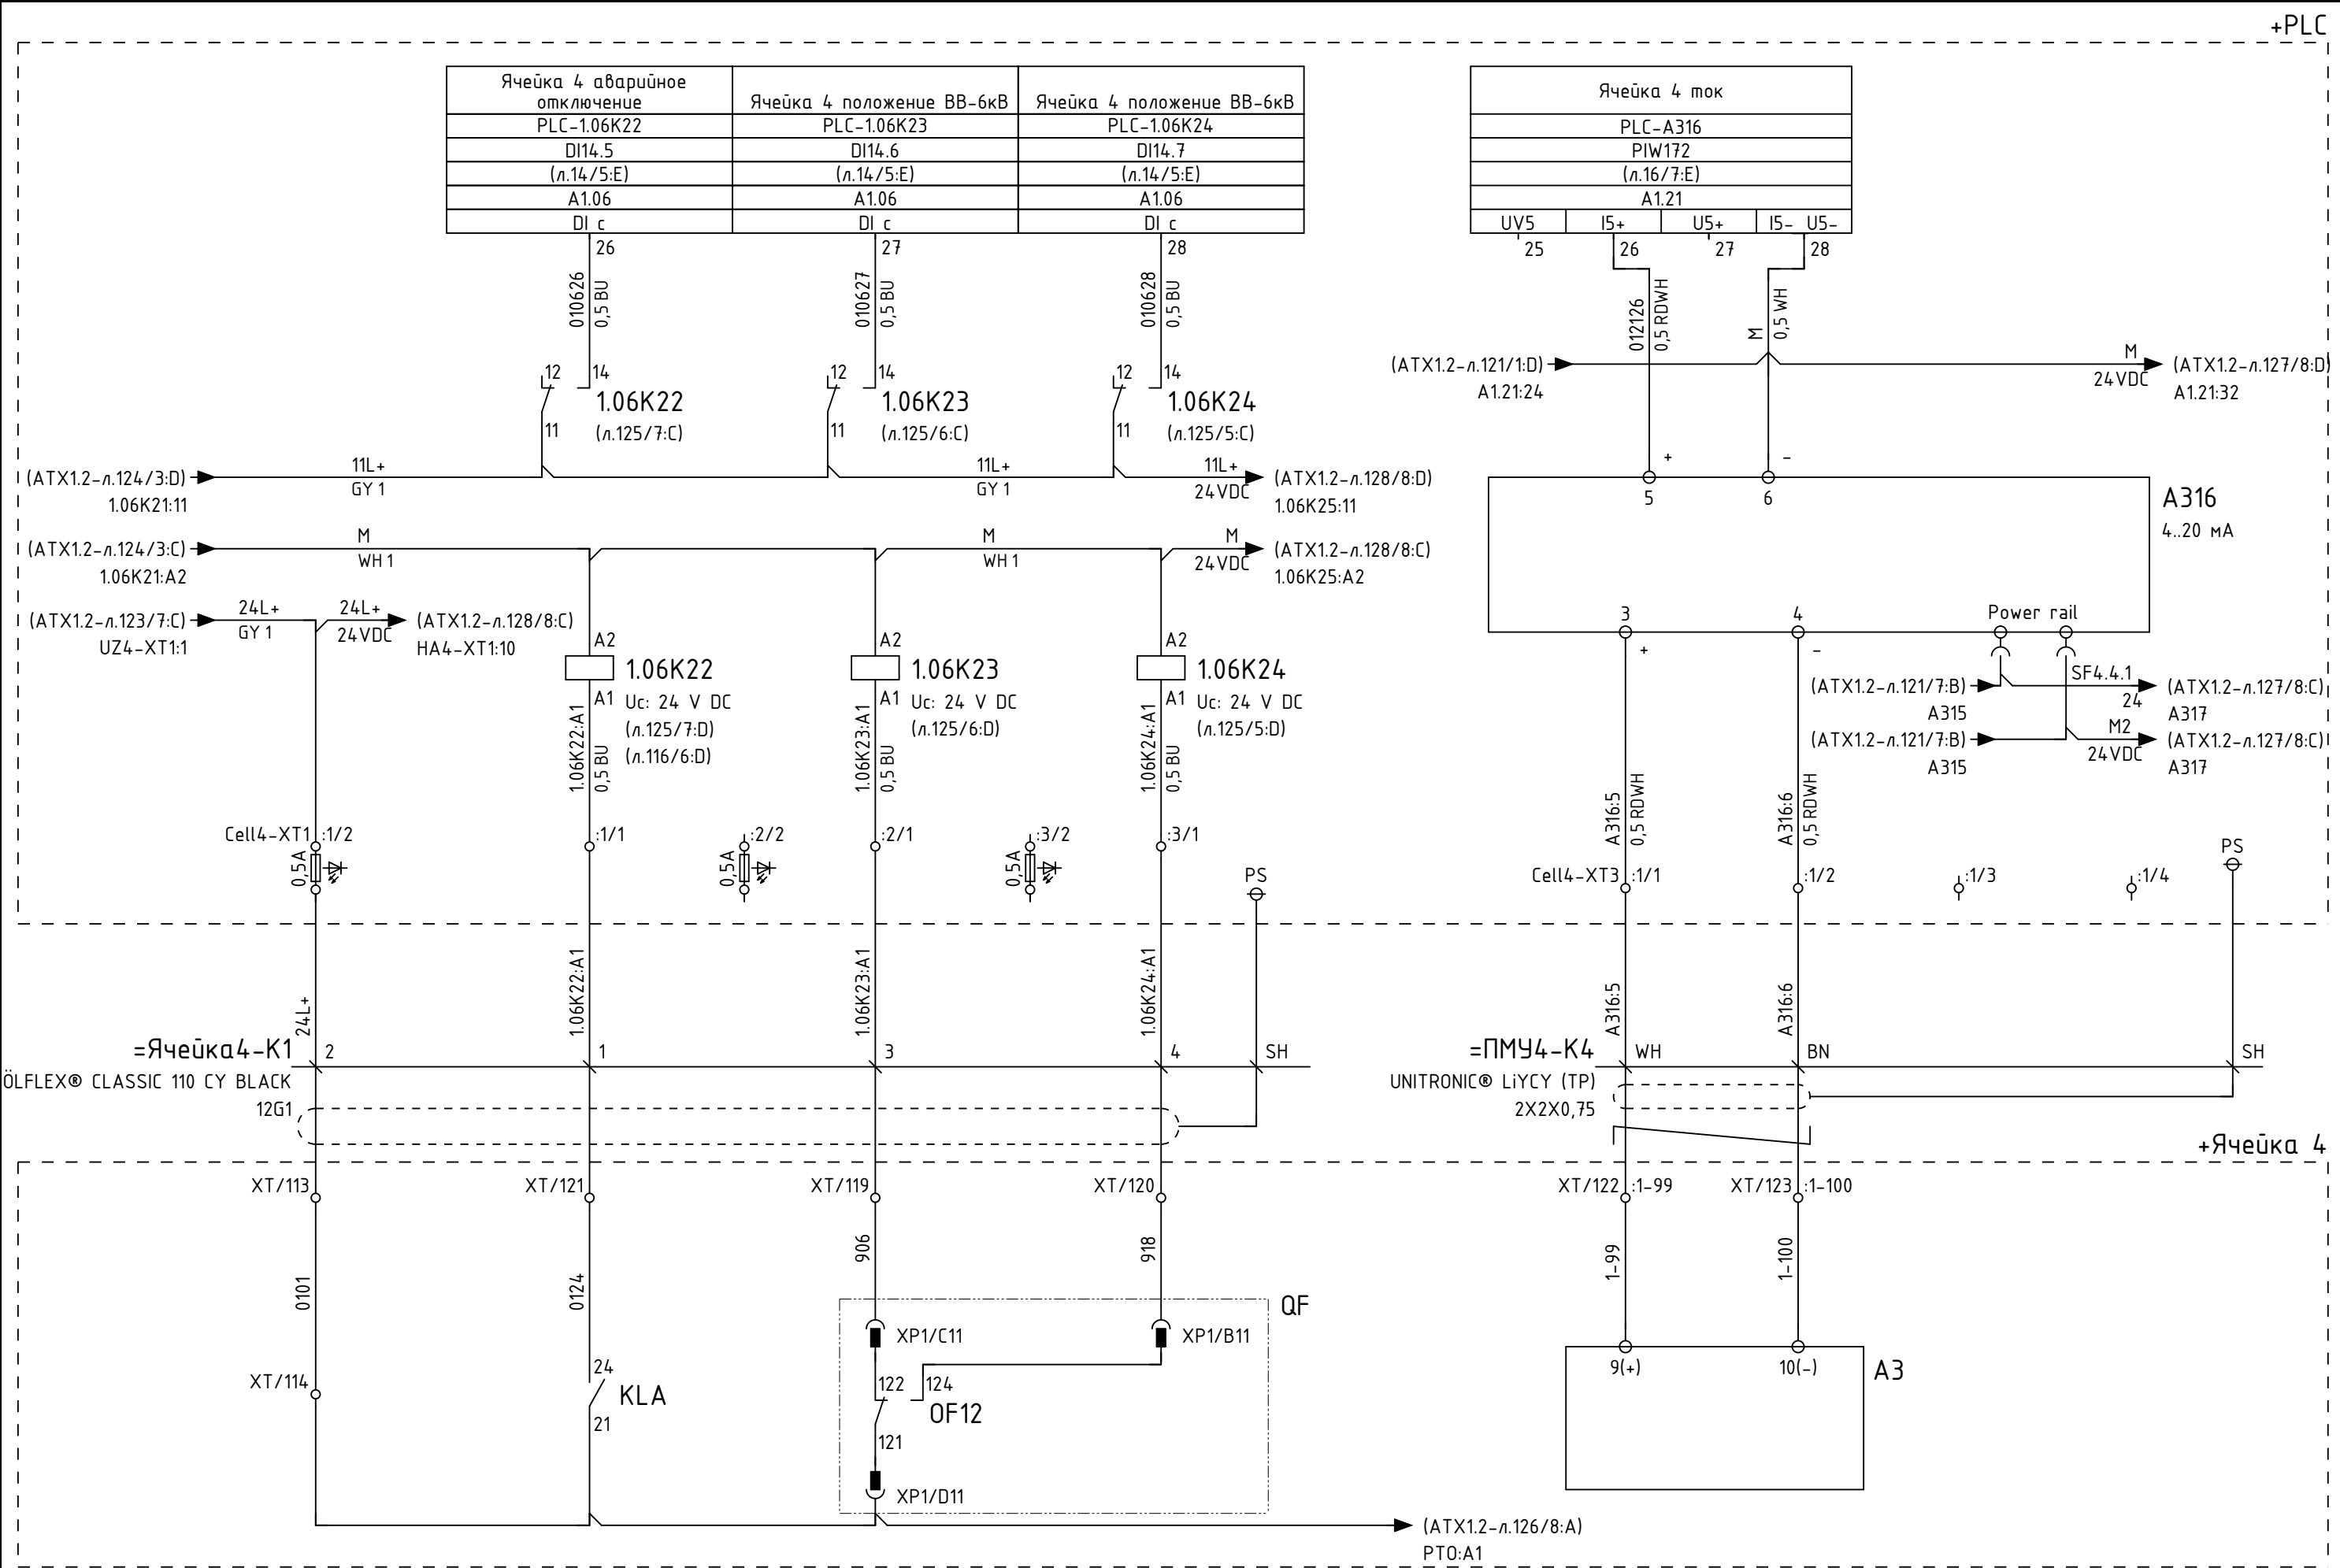 +PLC
Ячейка 4 аварийное
отключение
Ячейка 4 положение ВВ-6кВ
Ячейка 4 положение ВВ-6кВ
Ячейка 4 ток
PLC-1.06K22
PLC-1.06K23
PLC-1.06K24
PLC-A316
DI14.5
DI14.6
DI14.7
PIW172
(л.14/5:E)
(л.14/5:E)
(л.14/5:E)
(л.16/7:E)
A1.06
A1.06
A1.06
A1.21
DI c
DI c
DI c
UV5
I5+
U5+
I5-
U5-
26
27
28
25
26
27
28
010626
0,5 BU
010627
0,5 BU
010628
0,5 BU
012126
0,5 RDWH
M
0,5 WH
(ATX1.2-л.121/1:D)
A1.21:24
M
24VDC
(ATX1.2-л.127/8:D)
A1.21:32
12
14
12
14
12
14
1.06K22
1.06K23
1.06K24
11
(л.125/7:C)
11
(л.125/6:C)
11
(л.125/5:C)
(ATX1.2-л.124/3:D)
1.06K21:11
11L+
GY 1
11L+
GY 1
11L+
24VDC
(ATX1.2-л.128/8:D)
1.06K25:11
+
-
5
6
A316
4..20 мА
(ATX1.2-л.124/3:C)
1.06K21:A2
M
WH 1
M
WH 1
M
24VDC
(ATX1.2-л.128/8:C)
1.06K25:A2
(ATX1.2-л.123/7:C)
UZ4-XT1:1
24L+
GY 1
24L+
24VDC
(ATX1.2-л.128/8:C)
HA4-XT1:10
3
4
Power rail
+
-
A2
A2
A2
1.06K22
1.06K23
1.06K24
A1
Uc: 24 V DC
(л.125/7:D)
(л.116/6:D)
A1
Uc: 24 V DC
(л.125/6:D)
A1
Uc: 24 V DC
(л.125/5:D)
(ATX1.2-л.121/7:B)
A315
SF4.4.1
24
(ATX1.2-л.127/8:C)
A317
(ATX1.2-л.121/7:B)
A315
M2
24VDC
(ATX1.2-л.127/8:C)
A317
1.06K22:A1
0,5 BU
1.06K23:A1
0,5 BU
1.06K24:A1
0,5 BU
A316:5
0,5 RDWH
A316:6
0,5 RDWH
Cell4-XT1
:1/2
:1/1
:2/2
:2/1
:3/2
:3/1
0,5A
0,5A
0,5A
PS
Cell4-XT3
:1/1
:1/2
:1/3
:1/4
PS
24L+
1.06K22:A1
1.06K23:A1
1.06K24:A1
A316:5
A316:6
=Ячейка4-K1
2
1
3
4
SH
ÖLFLEX® CLASSIC 110 CY BLACK
12G1
=ПМУ4-K4
WH
BN
SH
UNITRONIC® LiYCY (TP)
2X2X0,75
+Ячейка 4
XT/113
XT/121
XT/119
XT/120
XT/122
:1-99
XT/123
:1-100
0101
0124
906
918
1-99
1-100
QF
XP1/C11
XP1/B11
XT/114
24
KLA
21
122
124
OF12
121
XP1/D11
9(+)
10(-)
A3
(ATX1.2-л.126/8:A)
PTO:A1